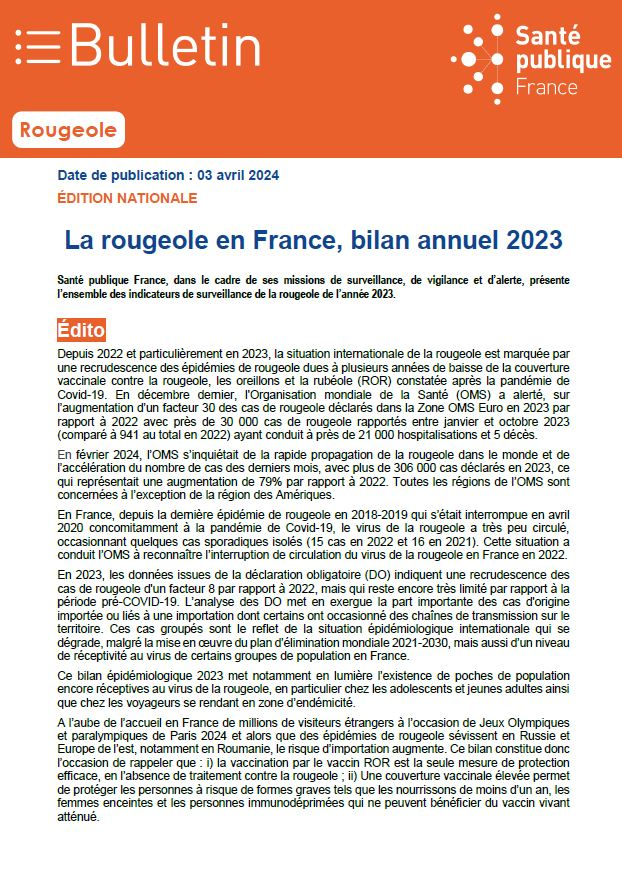 Bulletin
Santé
publique
France
Rougeole
Date de publication : 03 avril 2024
ÉDITION NATIONALE
La rougeole en France, bilan annuel 2023
Santé publique France, dans le cadre de ses missions de surveillance, de vigilance et d'alerte, présente
l'ensemble des indicateurs de surveillance de la rougeole de l'année 2023.
Édito
Depuis 2022 et particulièrement en 2023, la situation internationale de la rougeole est marquée par
une recrudescence des épidémies de rougeole dues à plusieurs années de baisse de la couverture
vaccinale contre la rougeole, les oreillons et la rubéole (ROR) constatée après la pandémie de
Covid-19. En décembre dernier, l'Organisation mondiale de la Santé (OMS) a alerté, sur
l'augmentation d'un facteur 30 des cas de rougeole déclarés dans la Zone OMS Euro en 2023 par
rapport à 2022 avec près de 30 000 cas de rougeole rapportés entre janvier et octobre 2023
(comparé à 941 au total en 2022) ayant conduit à près de 21 000 hospitalisations et 5 décès.
En février 2024, l'OMS s'inquiétait de la rapide propagation de la rougeole dans le monde et de
l'accélération du nombre de cas des derniers mois, avec plus de 306 000 cas déclarés en 2023, ce
qui représentait une augmentation de 79% par rapport à 2022. Toutes les régions de l'OMS sont
concernées à l'exception de la région des Amériques.
En France, depuis la dernière épidémie de rougeole en 2018-2019 qui s'était interrompue en avril
2020 concomitamment à la pandémie de Covid-19, le virus de la rougeole a très peu circulé,
occasionnant quelques cas sporadiques isolés (15 cas en 2022 et 16 en 2021). Cette situation a
conduit l'OMS à reconnaître l'interruption de circulation du virus de la rougeole en France en 2022.
En 2023, les données issues de la déclaration obligatoire (DO) indiquent une recrudescence des
cas de rougeole d'un facteur 8 par rapport à 2022, mais qui reste encore très limité par rapport à la
période pré-COVID-19. L'analyse des DO met en exergue la part importante des cas d'origine
importée ou liés à une importation dont certains ont occasionné des chaînes de transmission sur le
territoire. Ces cas groupés sont le reflet de la situation épidémiologique internationale qui se
dégrade, malgré la mise en œuvre du plan d'élimination mondiale 2021-2030, mais aussi d'un niveau
de réceptivité au virus de certains groupes de population en France.
Ce bilan épidémiologique 2023 met notamment en lumière l'existence de poches de population
encore réceptives au virus de la rougeole, en particulier chez les adolescents et jeunes adultes ainsi
que chez les voyageurs se rendant en zone d'endémicité.
A l'aube de l'accueil en France de millions de visiteurs étrangers à l'occasion de Jeux Olympiques
et paralympiques de Paris 2024 et alors que des épidémies de rougeole sévissent en Russie et
Europe de l'est, notamment en Roumanie, le risque d'importation augmente. Ce bilan constitue donc
l'occasion de rappeler que : i) la vaccination par le vaccin ROR est la seule mesure de protection
efficace, en l'absence de traitement contre la rougeole ; ii) Une couverture vaccinale élevée permet
de protéger les personnes à risque de formes graves tels que les nourrissons de moins d'un an, les
femmes enceintes et les personnes immunodéprimées qui ne peuvent bénéficier du vaccin vivant
atténué.